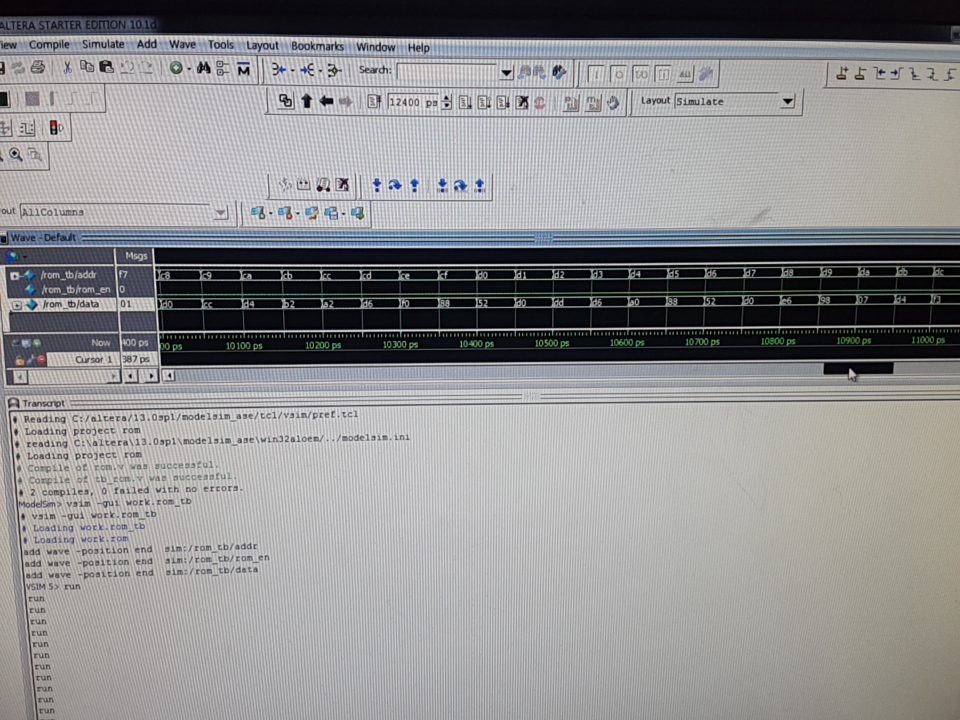 ALTERA STARTER EDITION 10.1d
iew Compile Simulate Add Wave Tools Layout Bookmarks Window Help
Search:
12400 ps Layout Simulate
out AllColumns
Wave - Default
Msgs
/rom_tb/addr f7 c8 c9 ca cb cc cd ce cf d0 d1 d2 d3 d4 d5 d6 d7 d8 d9 da db dc
/rom_tb/rom_en 0
/rom_tb/data 01 d0 cc d4 b2 a2 d6 f0 88 52 d0 dd d6 a0 88 52 d0 e6 98 07 d4 f3
Now 400 ps 00 ps 10100 ps 10200 ps 10300 ps 10400 ps 10500 ps 10600 ps 10700 ps 10800 ps 10900 ps 11000 ps
Cursor 1 387 ps
Transcript
# Reading C:/altera/13.0sp1/modelsim_ase/tcl/vsim/pref.tcl
# Loading project rom
# reading C:\altera\13.0sp1\modelsim_ase\win32aloem/../modelsim.ini
# Loading project rom
# Compile of rom.v was successful.
# Compile of tb_rom.v was successful.
# 2 compiles, 0 failed with no errors.
ModelSim> vsim -gui work.rom_tb
# vsim -gui work.rom_tb
# Loading work.rom_tb
# Loading work.rom
add wave -position end sim:/rom_tb/addr
add wave -position end sim:/rom_tb/rom_en
add wave -position end sim:/rom_tb/data
VSIM 5> run
run
run
run
run
run
run
run
run
run
run
run